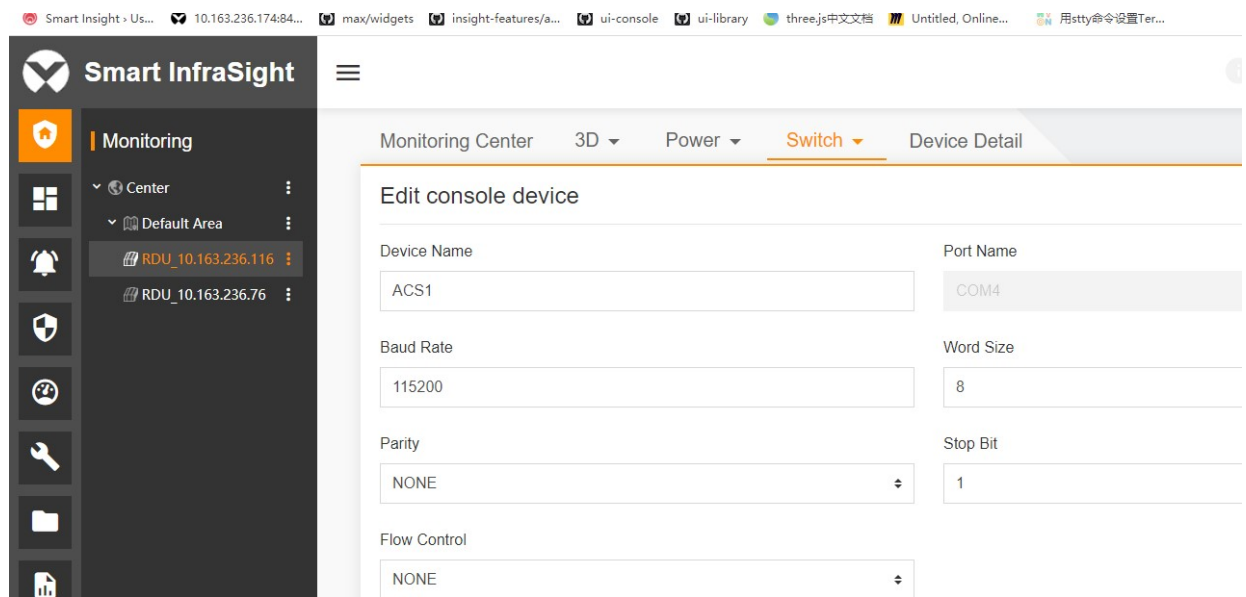 Smart Insight › Us... 10.163.236.174:84... max/widgets insight-features/a... ui-console ui-library three.js中文文档 Untitled, Online... 用stty命令设置Ter...
Smart InfraSight
Monitoring
Center
Default Area
RDU_10.163.236.116
RDU_10.163.236.76
Monitoring Center 3D Power Switch Device Detail
Edit console device
Device Name Port Name
ACS1 COM4
Baud Rate Word Size
115200 8
Parity Stop Bit
NONE 1
Flow Control
NONE